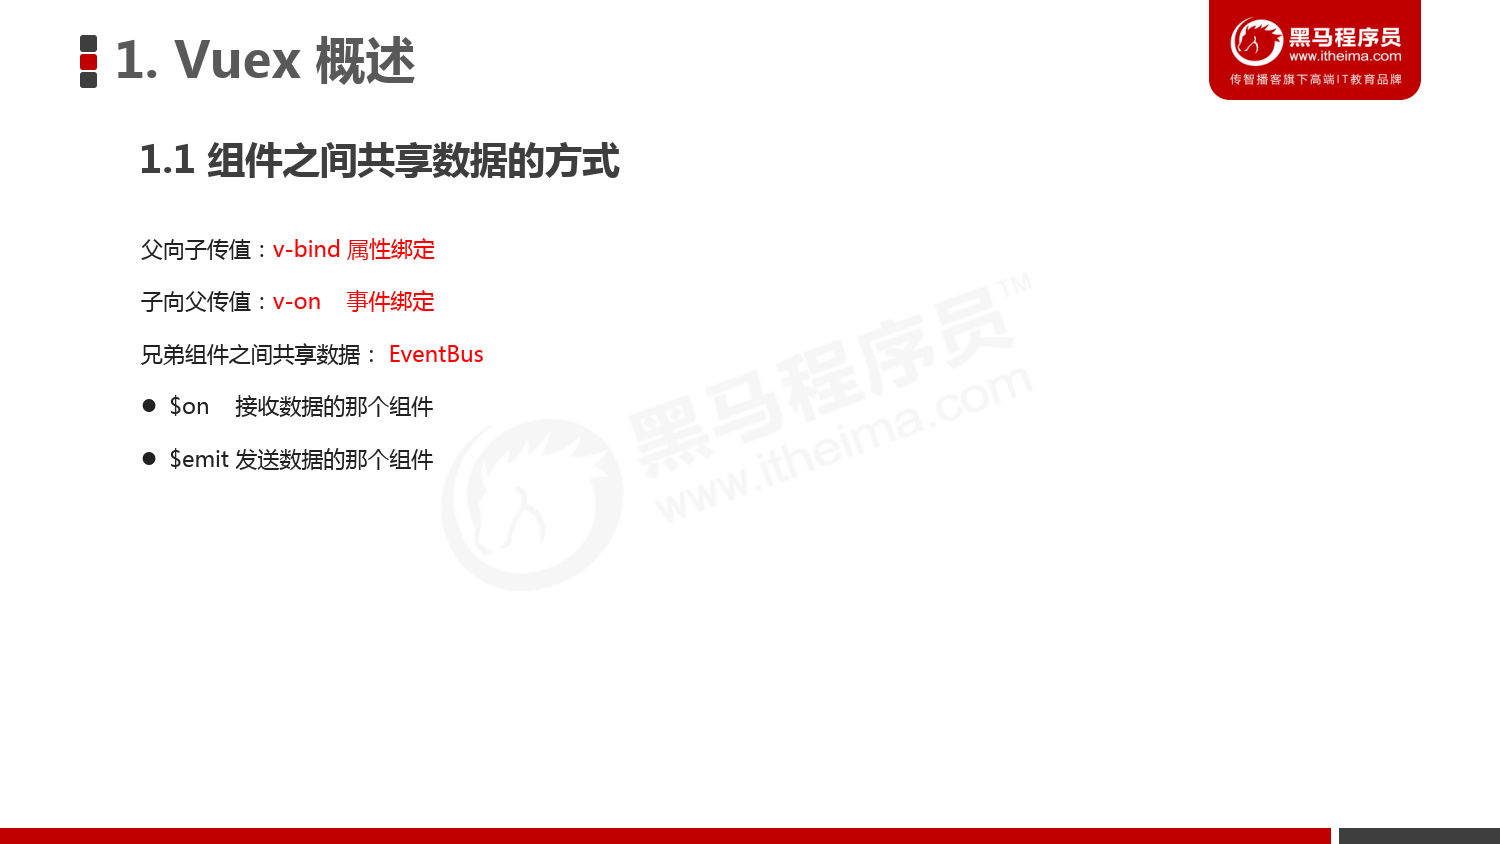 1. Vuex 概述
黑马程序员
www.itheima.com
传智播客旗下高端IT教育品牌
1.1 组件之间共享数据的方式
父向子传值：v-bind 属性绑定
子向父传值：v-on 事件绑定
兄弟组件之间共享数据： EventBus
● $on 接收数据的那个组件
● $emit 发送数据的那个组件
黑马程序员™
www.itheima.com